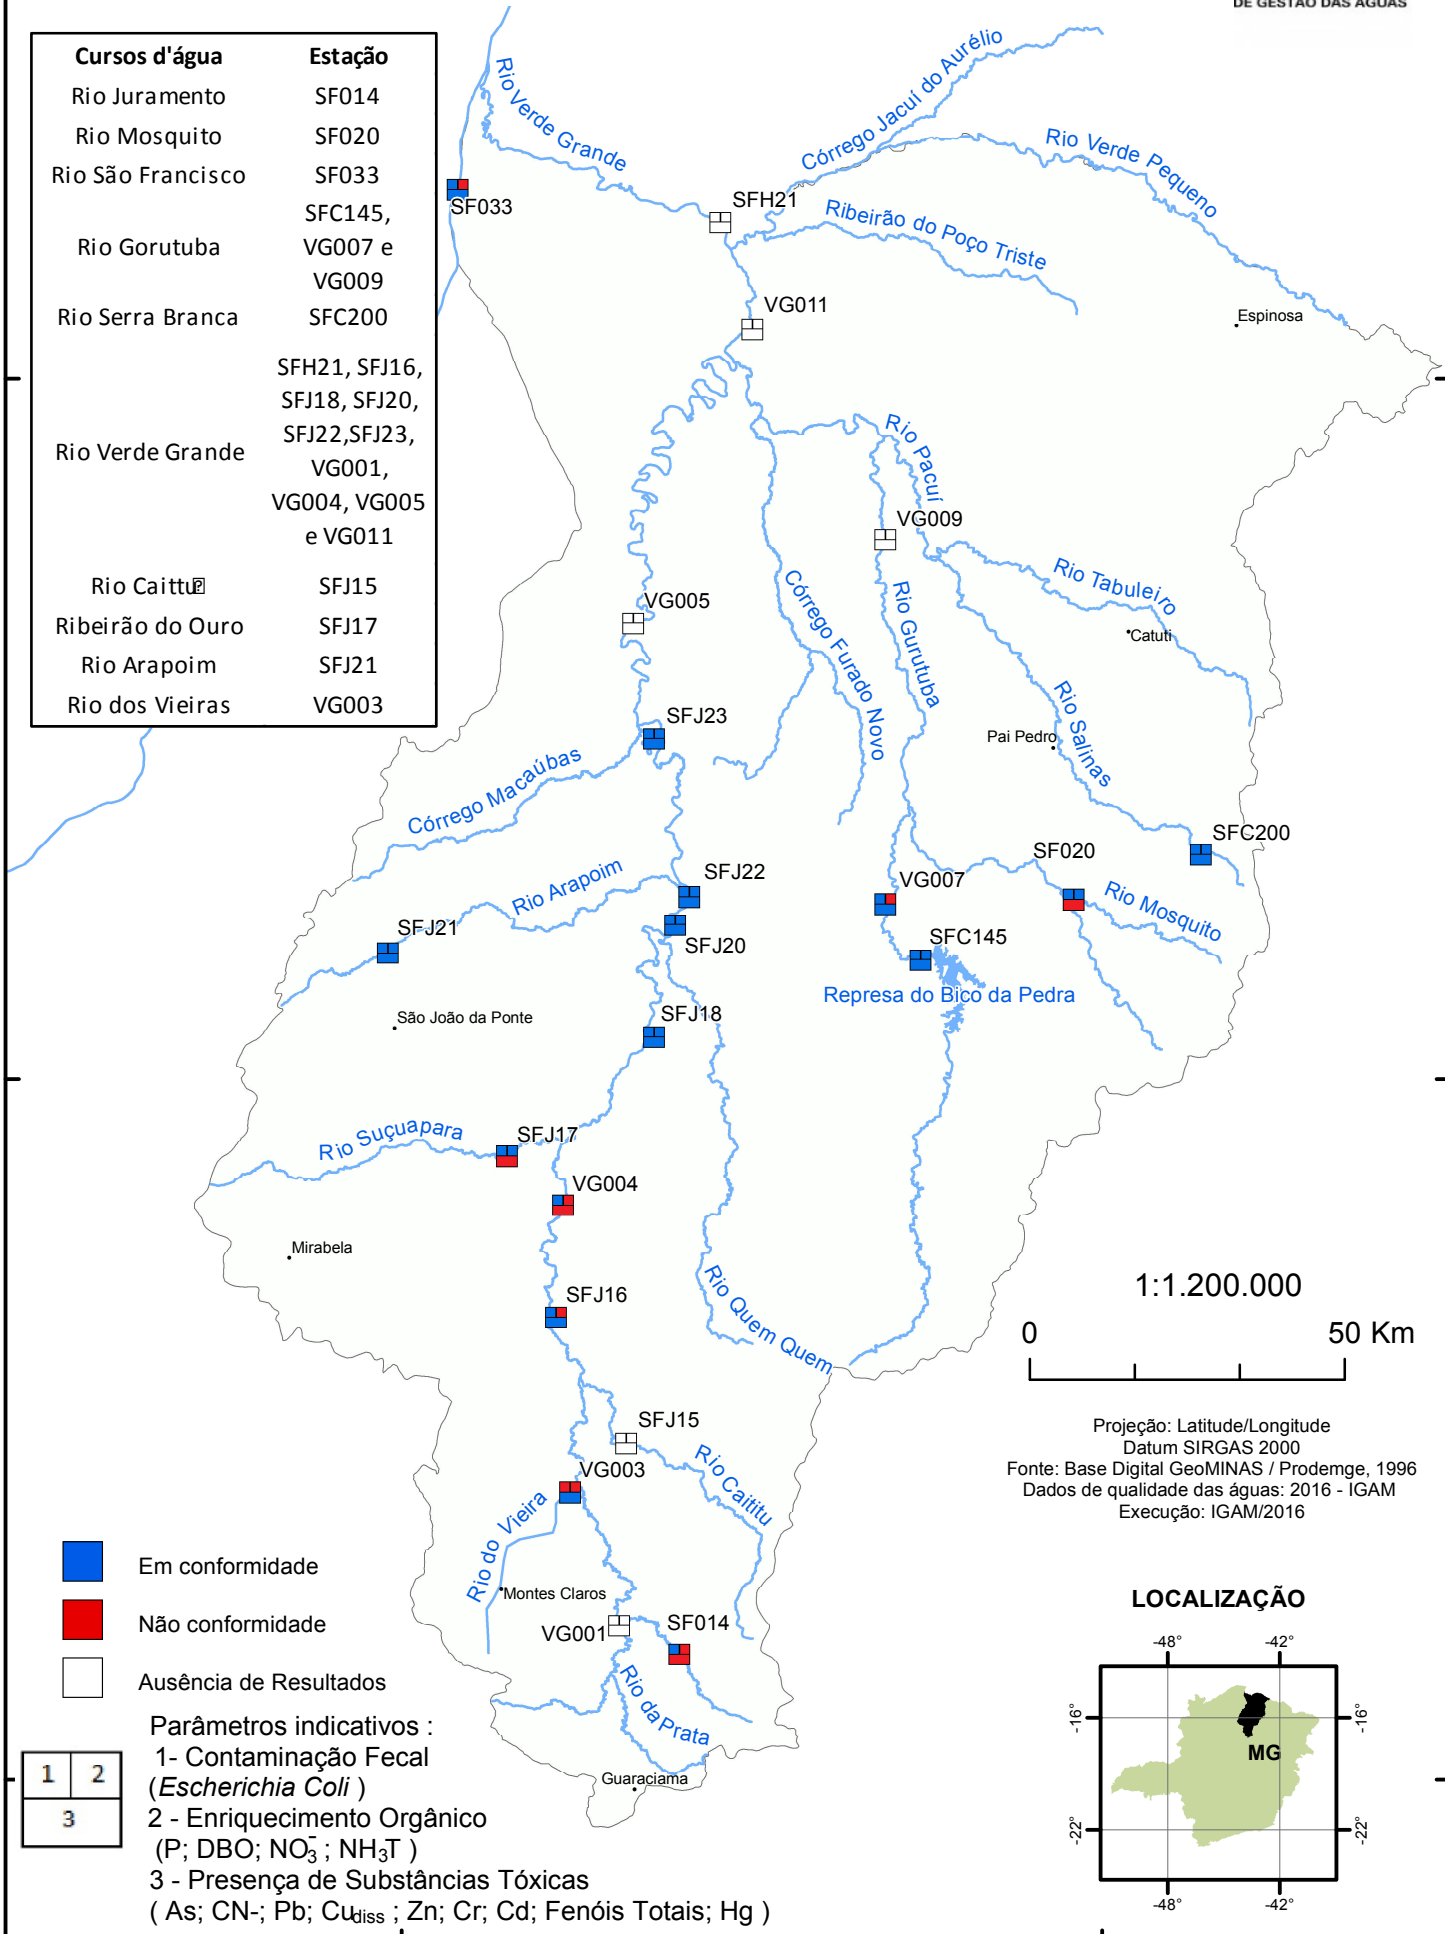 DE GESTÃO DAS ÁGUAS
Cursos d'água Estação
Rio Juramento SF014
Rio Mosquito SF020
Rio São Francisco SF033
SFC145,
Rio Gorutuba VG007 e
VG009
Rio Serra Branca SFC200
SFH21, SFJ16,
SFJ18, SFJ20,
SFJ22,SFJ23,
Rio Verde Grande VG001,
VG004, VG005
e VG011
Rio Caittu SFJ15
Ribeirão do Ouro SFJ17
Rio Arapoim SFJ21
Rio dos Vieiras VG003
Rio Verde Grande
Córrego Jacuí do Aurélio
Rio Verde Pequeno
SF033
SFH21
Ribeirão do Poço Triste
VG011
Espinosa
Rio Pacuí
VG009
Rio Tabuleiro
Catuti
VG005
Córrego Furado Novo
Rio Gurutuba
Rio Salinas
Pai Pedro
SFJ23
Córrego Macaúbas
SFC200
SF020
SFJ22
VG007
Rio Arapoim
Rio Mosquito
SFJ21
SFJ20
SFC145
Represa do Bico da Pedra
São João da Ponte
SFJ18
Rio Suçuapara
SFJ17
VG004
Mirabela
SFJ16
Rio Quem Quem
1:1.200.000
0 50 Km
SFJ15
VG003
Rio Caititu
Rio do Vieira
Projeção: Latitude/Longitude
Datum SIRGAS 2000
Fonte: Base Digital GeoMINAS / Prodemge, 1996
Dados de qualidade das águas: 2016 - IGAM
Execução: IGAM/2016
Montes Claros
VG001
SF014
Rio da Prata
Guaraciama
LOCALIZAÇÃO
-48° -42°
-16° -16°
MG
-22° -22°
-48° -42°
Em conformidade
Não conformidade
Ausência de Resultados
Parâmetros indicativos :
1 2
3
1- Contaminação Fecal
(Escherichia Coli )
2 - Enriquecimento Orgânico
(P; DBO; NO₃⁻ ; NH₃T )
3 - Presença de Substâncias Tóxicas
( As; CN-; Pb; Cudiss ; Zn; Cr; Cd; Fenóis Totais; Hg )